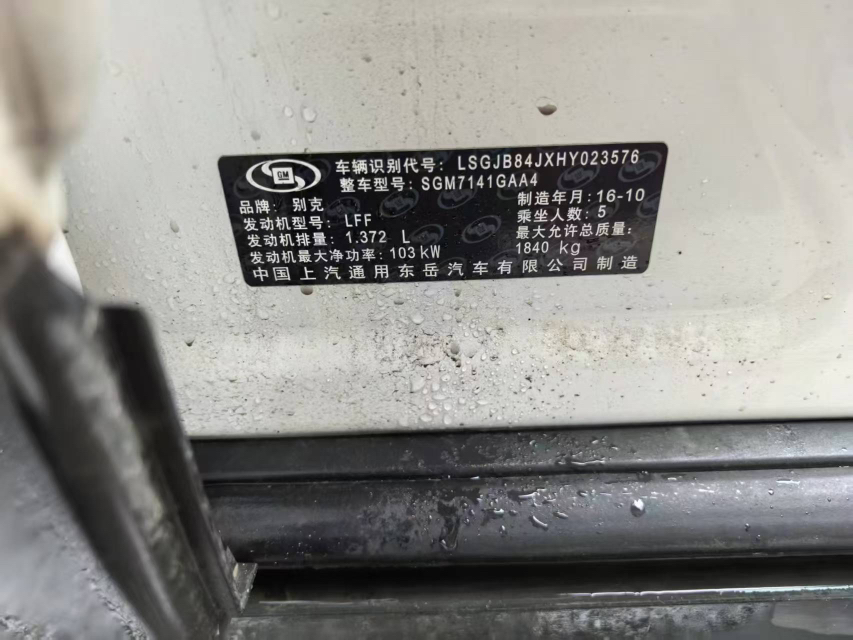 GM
车辆识别代号: LSGJB84JXHY023576
整车型号: SGM7141GAA4
品牌: 别克
制造年月: 16-10
发动机型号: LFF
乘坐人数: 5
发动机排量: 1.372 L
最大允许总质量:
发动机最大净功率: 103 kW
1840 kg
中国上汽通用东岳汽车有限公司制造